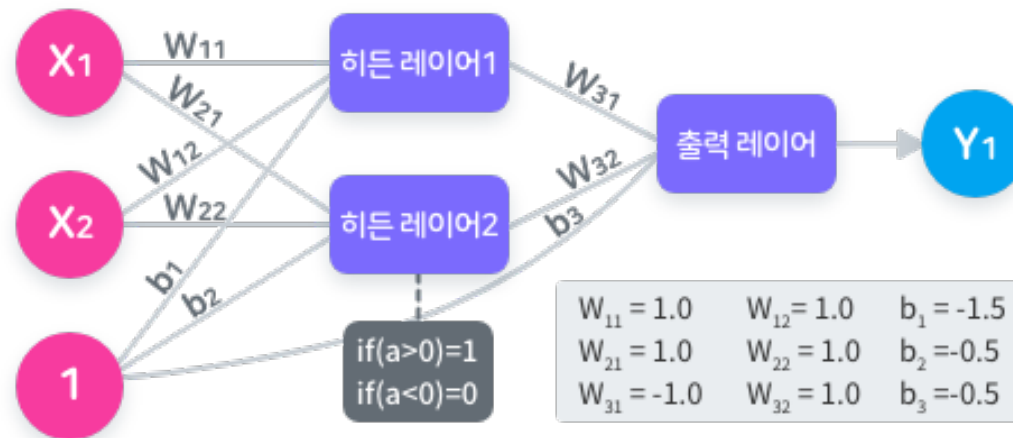 X1
W11
히든 레이어1
W21
W31
W12
출력 레이어
Y1
X2
W22
히든 레이어2
W32
b1
b2
b3
1
if(a>0)=1
if(a<0)=0
W11 = 1.0 W12= 1.0 b1 = -1.5
W21 = 1.0 W22 = 1.0 b2 =-0.5
W31 = -1.0 W32 = 1.0 b3 =-0.5